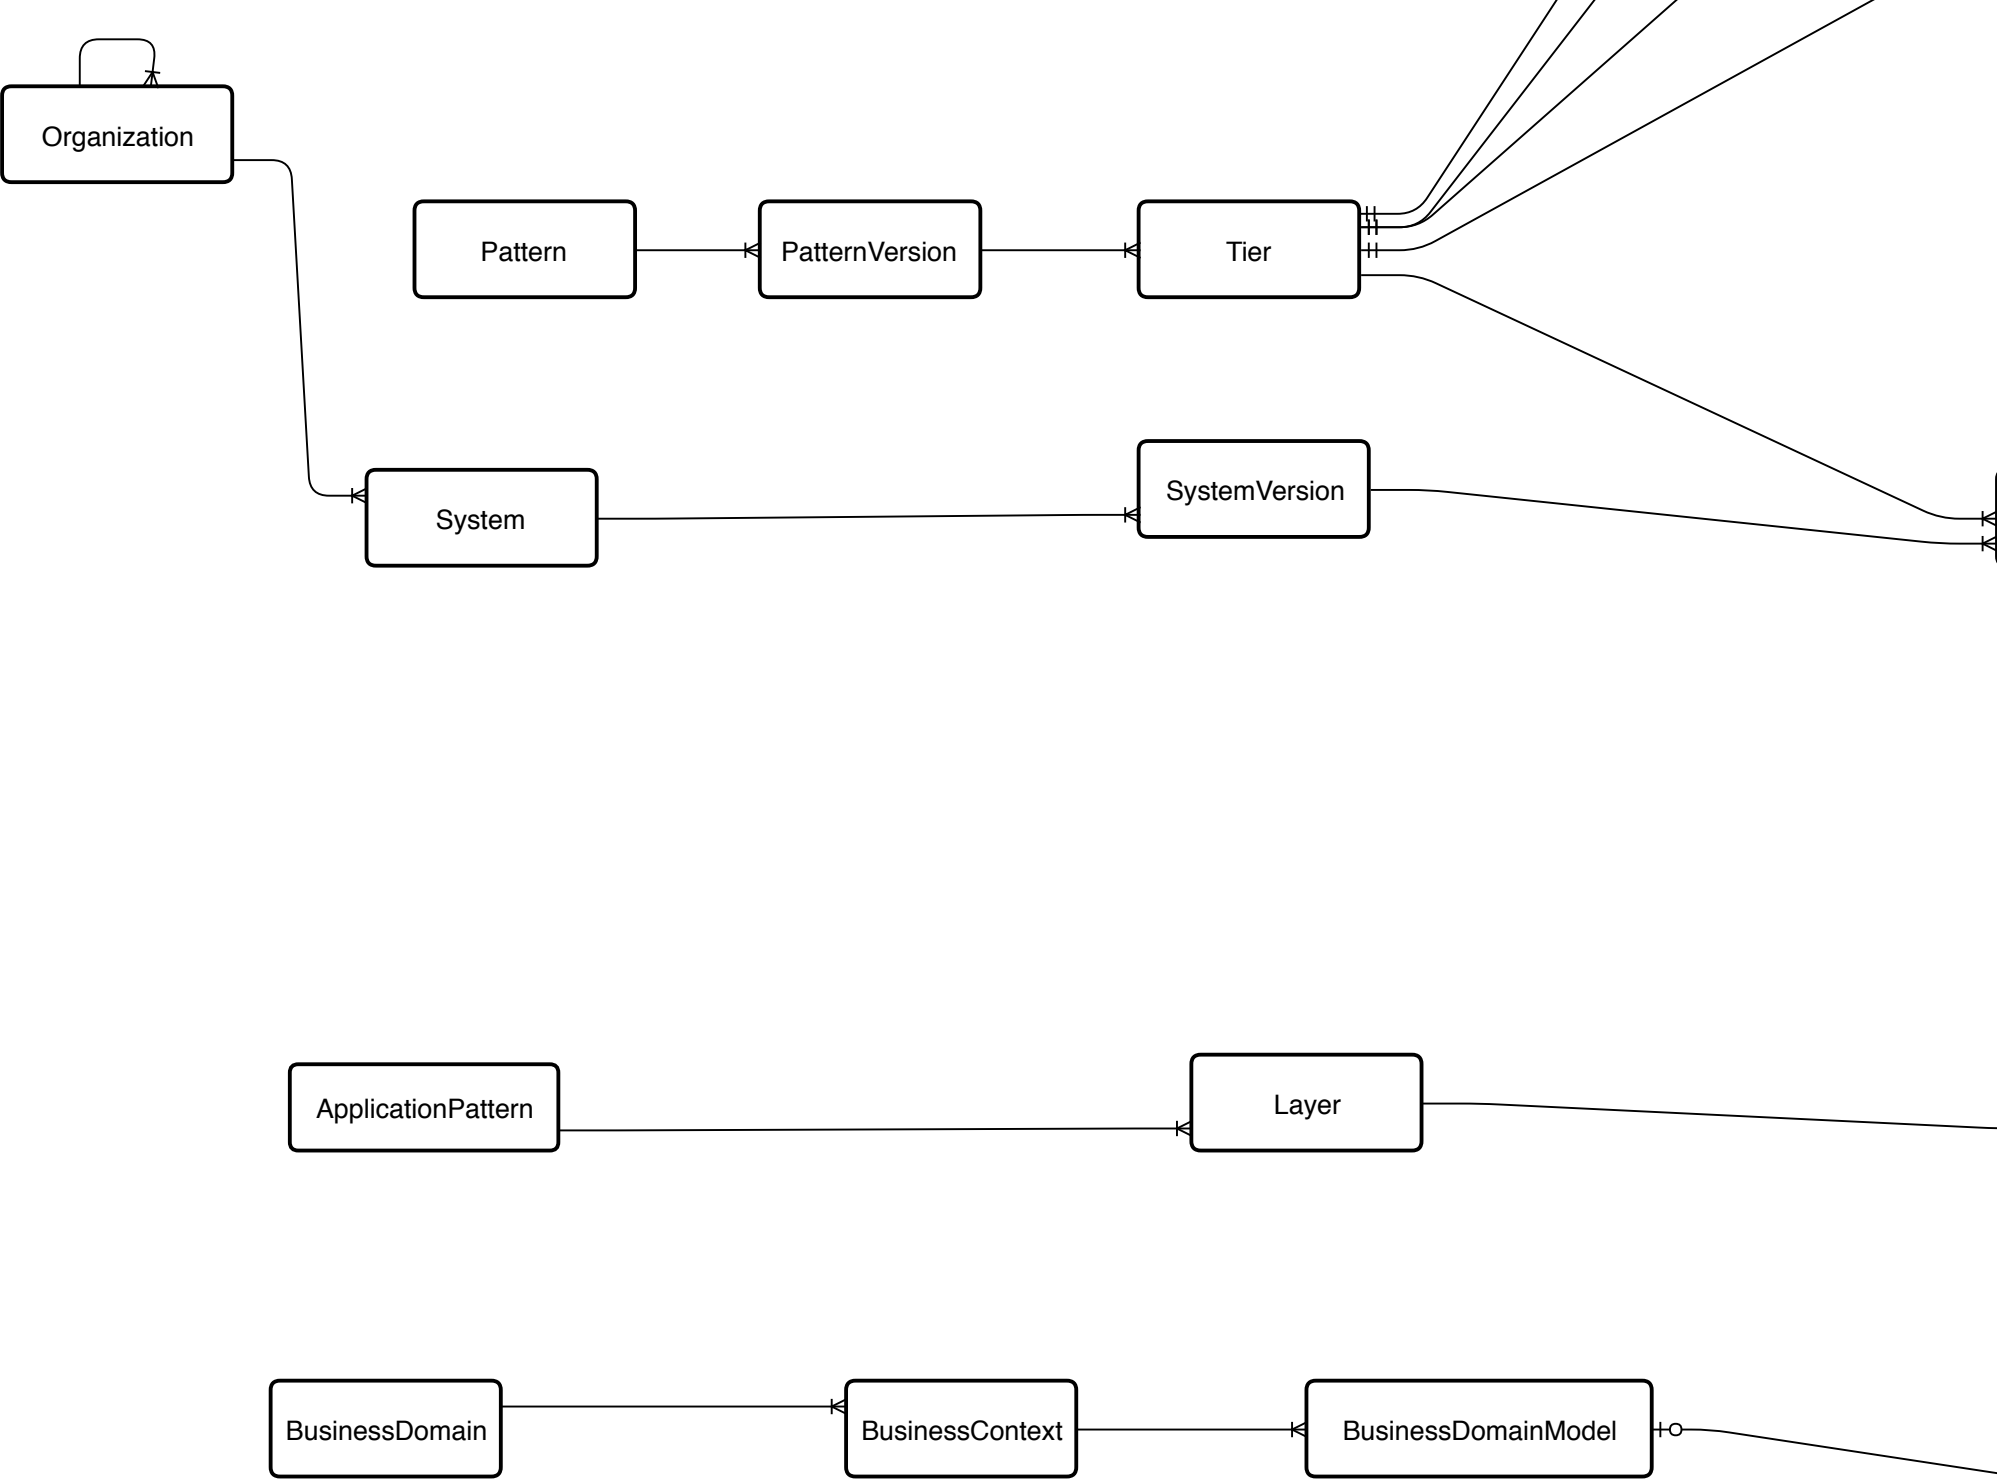 Organization
Pattern
PatternVersion
Tier
System
SystemVersion
ApplicationPattern
Layer
BusinessDomain
BusinessContext
BusinessDomainModel